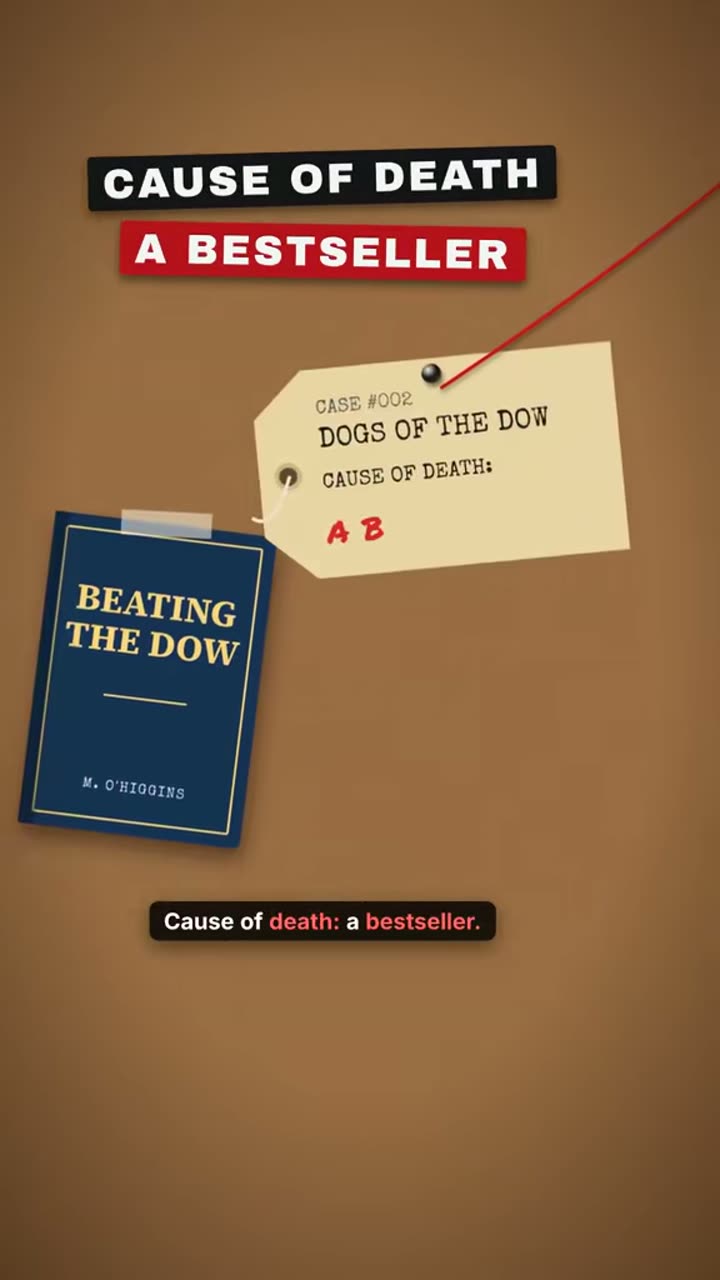 CAUSE OF DEATH
A BESTSELLER
CASE #002
DOGS OF THE DOW
CAUSE OF DEATH:
A B
BEATING
THE DOW
M. O'HIGGINS
Cause of death: a bestseller.